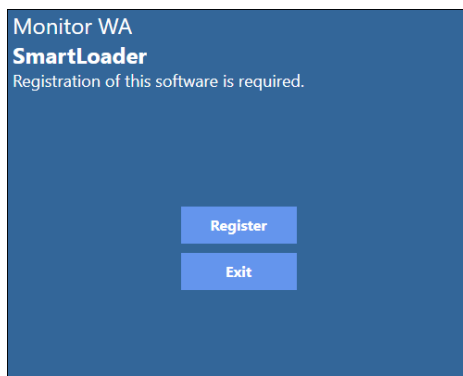 Monitor WA
SmartLoader
Registration of this software is required.
Register
Exit